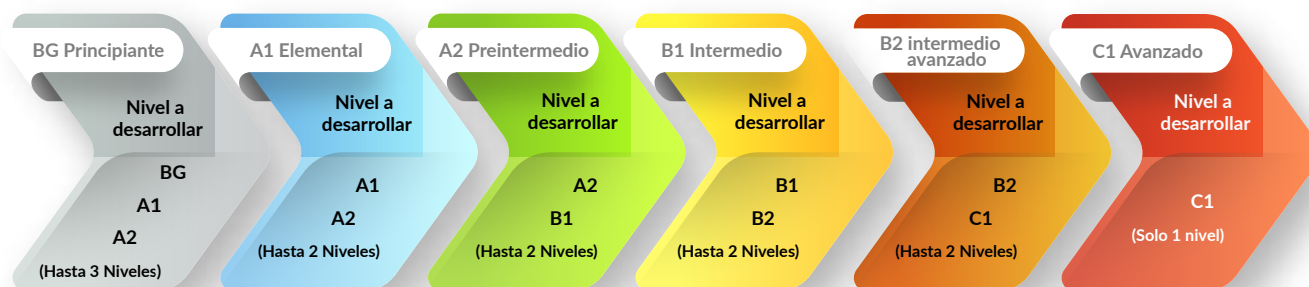 BG Principiante
Nivel a
desarrollar
BG
A1
A2
(Hasta 3 Niveles)
A1 Elemental
Nivel a
desarrollar
A1
A2
(Hasta 2 Niveles)
A2 Preintermedio
Nivel a
desarrollar
A2
B1
(Hasta 2 Niveles)
B1 Intermedio
Nivel a
desarrollar
B1
B2
(Hasta 2 Niveles)
B2 intermedio
avanzado
Nivel a
desarrollar
B2
C1
(Hasta 2 Niveles)
C1 Avanzado
Nivel a
desarrollar
C1
(Solo 1 nivel)